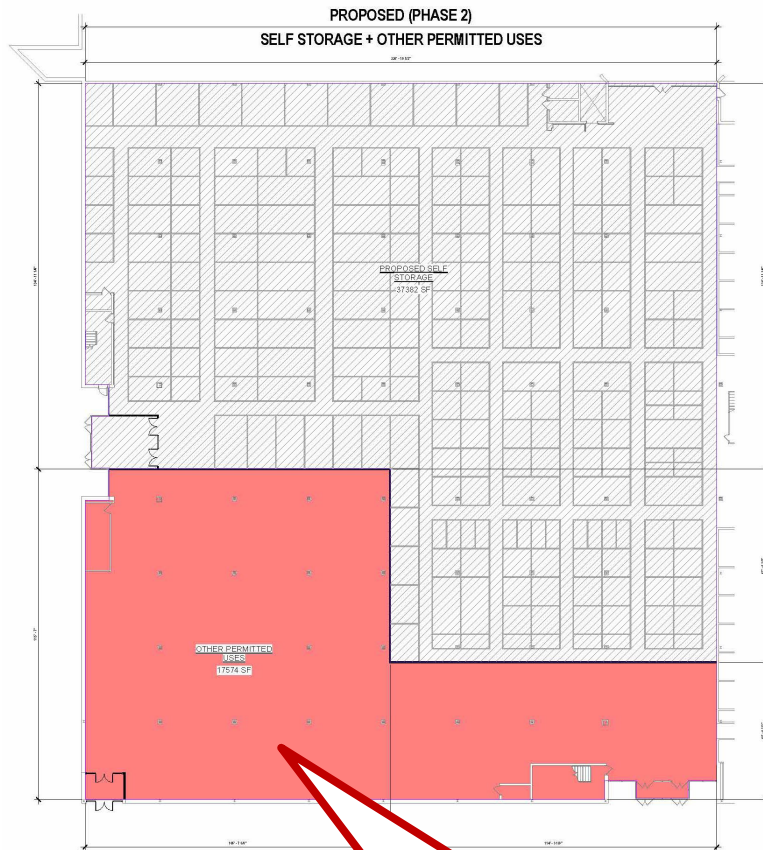 PROPOSED (PHASE 2)
SELF STORAGE + OTHER PERMITTED USES
PROPOSED SELF
STORAGE
37382 SF
OTHER PERMITTED
USES
17574 SF